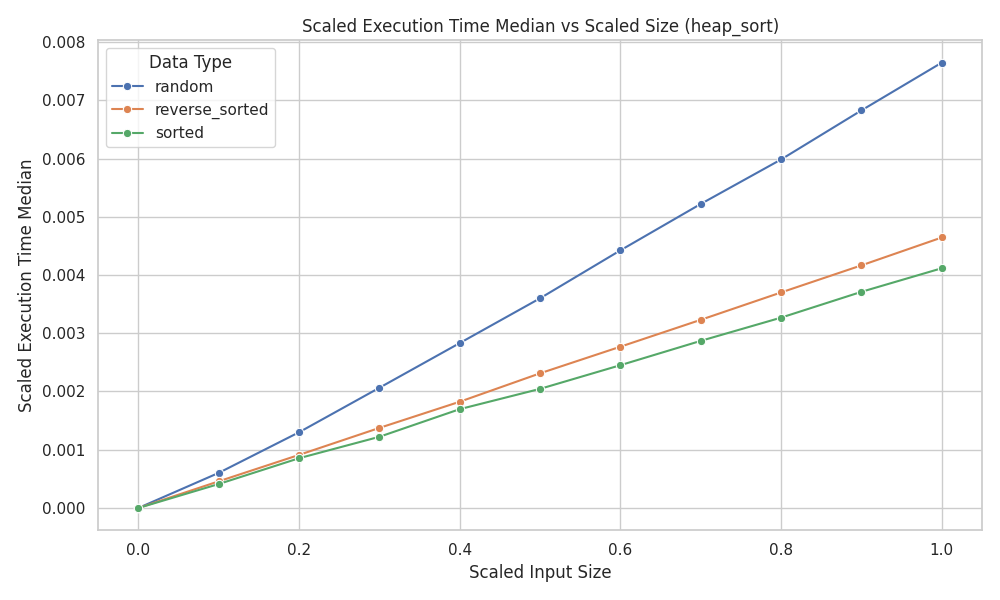 Scaled Execution Time Median vs Scaled Size (heap_sort)
Data Type
random
reverse_sorted
sorted
Scaled Execution Time Median
0.008
0.007
0.006
0.005
0.004
0.003
0.002
0.001
0.000
0.0 0.2 0.4 0.6 0.8 1.0
Scaled Input Size